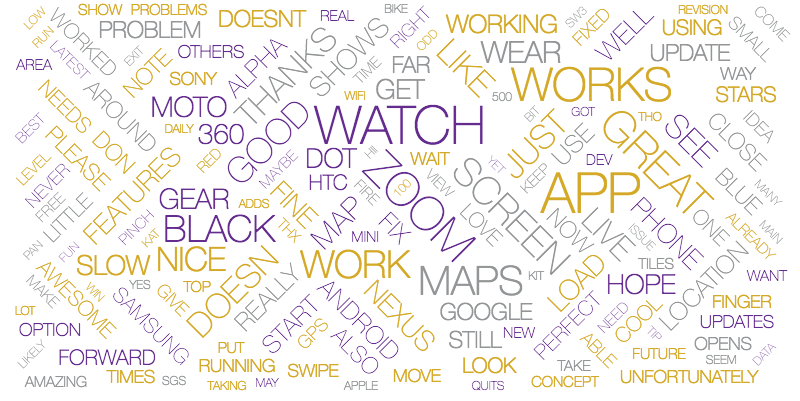 LOW
SHOW PROBLEMS
DOESNT
REAL
BIKE
SW3
REVISION
COME
RUN
WORKED
PROBLEM
THANKS
SHOWS
RIGHT
ODD
WORKING
FIXED
WELL
USING
SMALL
LATEST
EXT
NOTE
OTHERS
ALPHA
TIME
FAR
LIKE
WEAR
UPDATE
AREA
SONY
GET
WORKS
WAY
STARS
NEEDS
AROUND
MOTO
GOOD
WIFI
WATCH
500
GOT
THO
IDEA
BEST
PLEASE
DON
DAILY
360
BIT
JUST
USE
GREAT
SEE
CLOSE
LEVEL
FEATURES
RED
MAYBE
DOT
HI
WAIT
YET
KEEP
DEV
BLUE
MANY
NEVER
FREE
LITTLE
GEAR
ADDS
FINE
HTC
FIRE
ZOOM
100
VIEW
SCREEN
APP
PHONE
ONE
ALREADY
MAIN
PAN
FUN
PINCH
KAT
BLACK
THX
MAP
MINI
FIX
LOVE
NOW
LIVE
ISSUE
LOCATION
AWESOME
MAKE
WIN
SLOW
NICE
DOESN
REALLY
WORK
MAPS
KIT
LOAD
TILES
HOPE
WANT
YES
GIVE
TOP
SAMSUNG
START
GPS
ANDROID
ALSO
NEXUS
GOOGLE
STILL
NEW
PERFECT
NEED
COOL
TIP
FINGER
UPDATES
LOT
OPTION
LIKELY
FORWARD
PUT
RUNNING
SWIPE
LOOK
ABLE
FUTURE
OPENS
SEEM
DATA
AMAZING
TIMES
SGS
TAKING
MAY
APPLE
MOVE
QUITS
TAKE
CONCEPT
UNFORTUNATELY